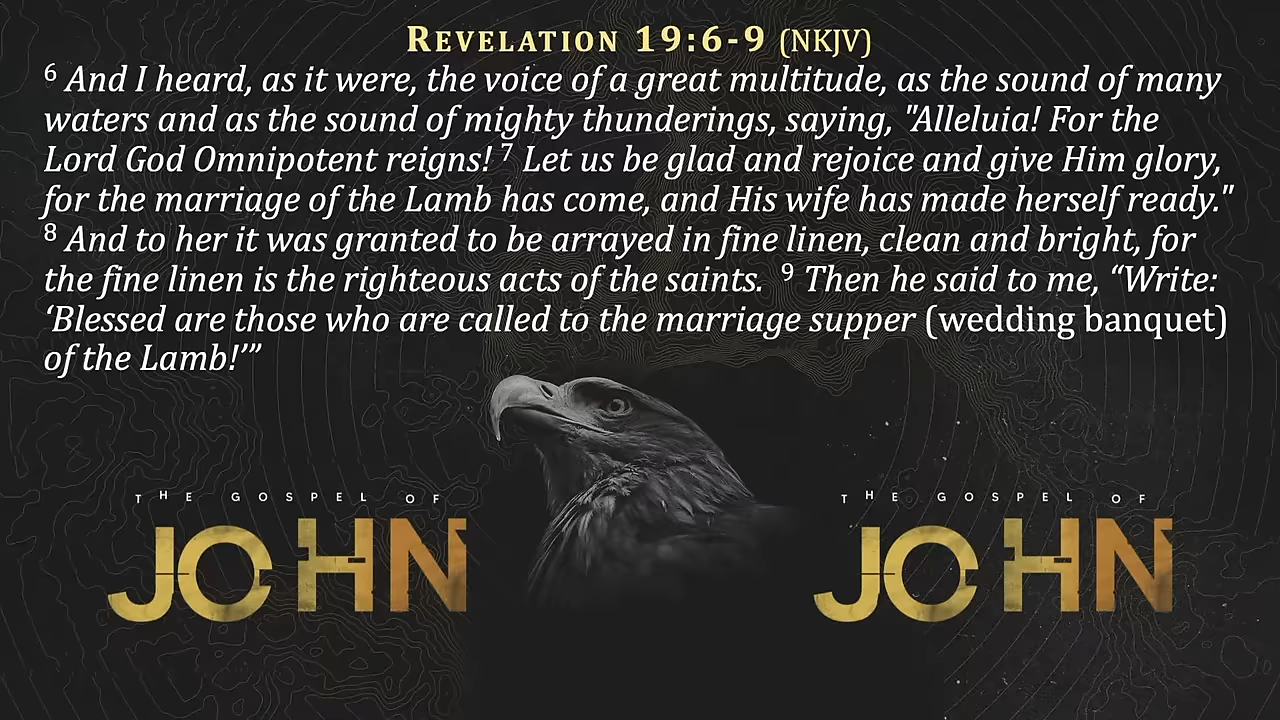 REVELATION 19:6-9 (NKJV)
⁶ And I heard, as it were, the voice of a great multitude, as the sound of many
waters and as the sound of mighty thunderings, saying, "Alleluia! For the
Lord God Omnipotent reigns! ⁷ Let us be glad and rejoice and give Him glory,
for the marriage of the Lamb has come, and His wife has made herself ready."
⁸ And to her it was granted to be arrayed in fine linen, clean and bright, for
the fine linen is the righteous acts of the saints. ⁹ Then he said to me, “Write:
‘Blessed are those who are called to the marriage supper (wedding banquet)
of the Lamb!’”
THE GOSPEL OF
JOHN
THE GOSPEL OF
JOHN